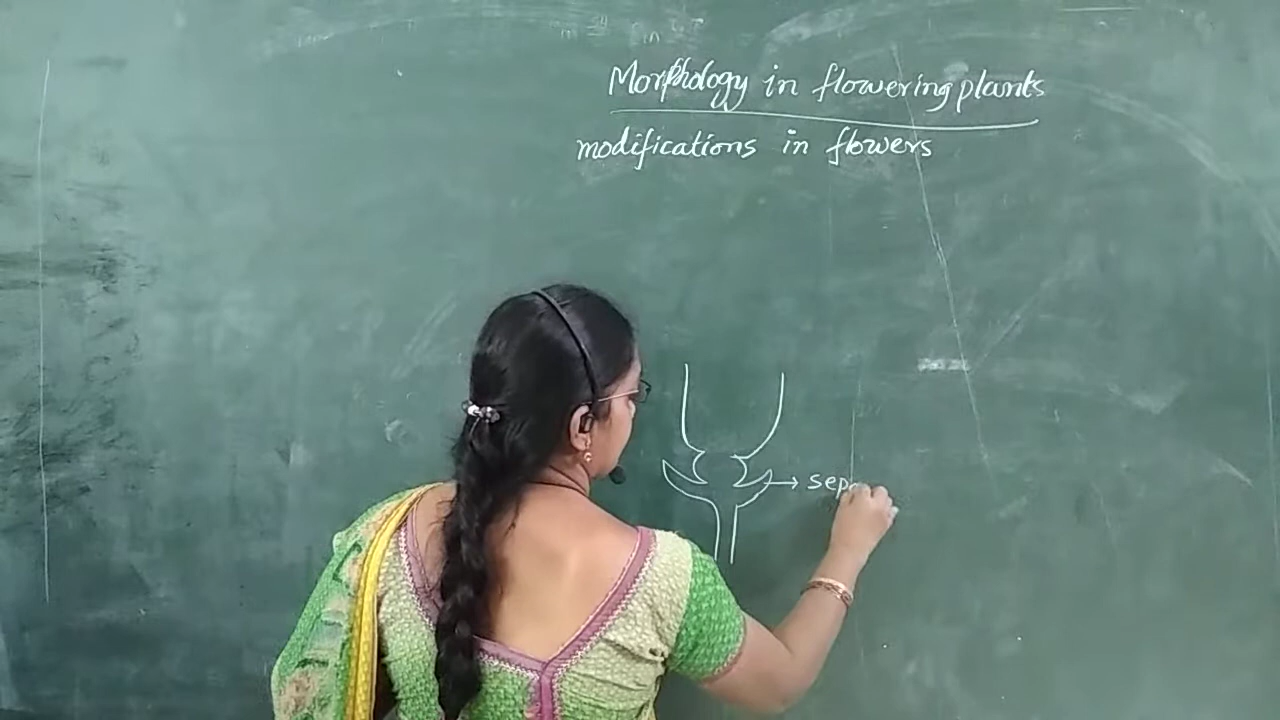 Morphology in flowering plants
modifications in flowers
sep